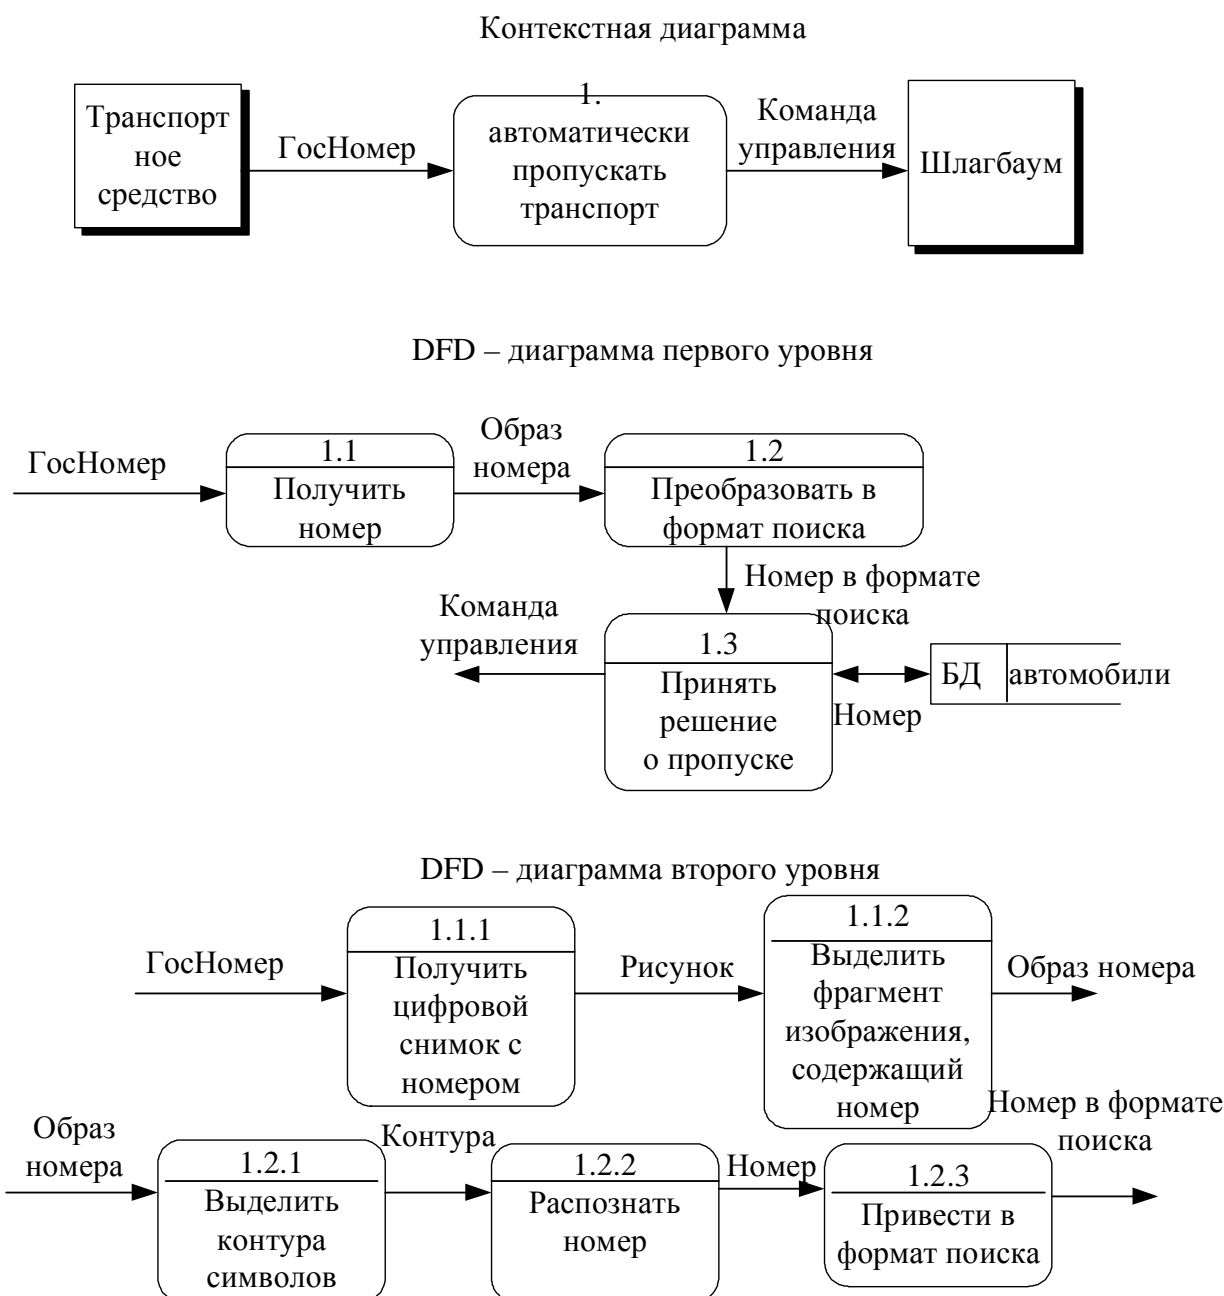 Контекстная диаграмма
Транспорт
ное
средство
ГосНомер
1.
автоматически
пропускать
транспорт
Команда
управления
Шлагбаум
DFD – диаграмма первого уровня
ГосНомер
1.1
Получить
номер
Образ
номера
1.2
Преобразовать в
формат поиска
Номер в формате
поиска
Команда
управления
1.3
Принять
решение
о пропуске
Номер
БД
автомобили
DFD – диаграмма второго уровня
ГосНомер
1.1.1
Получить
цифровой
снимок с
номером
Рисунок
1.1.2
Выделить
фрагмент
изображения,
содержащий
номер
Образ номера
Образ
номера
1.2.1
Выделить
контура
символов
Контура
1.2.2
Распознать
номер
Номер
1.2.3
Привести в
формат поиска
Номер в формате
поиска